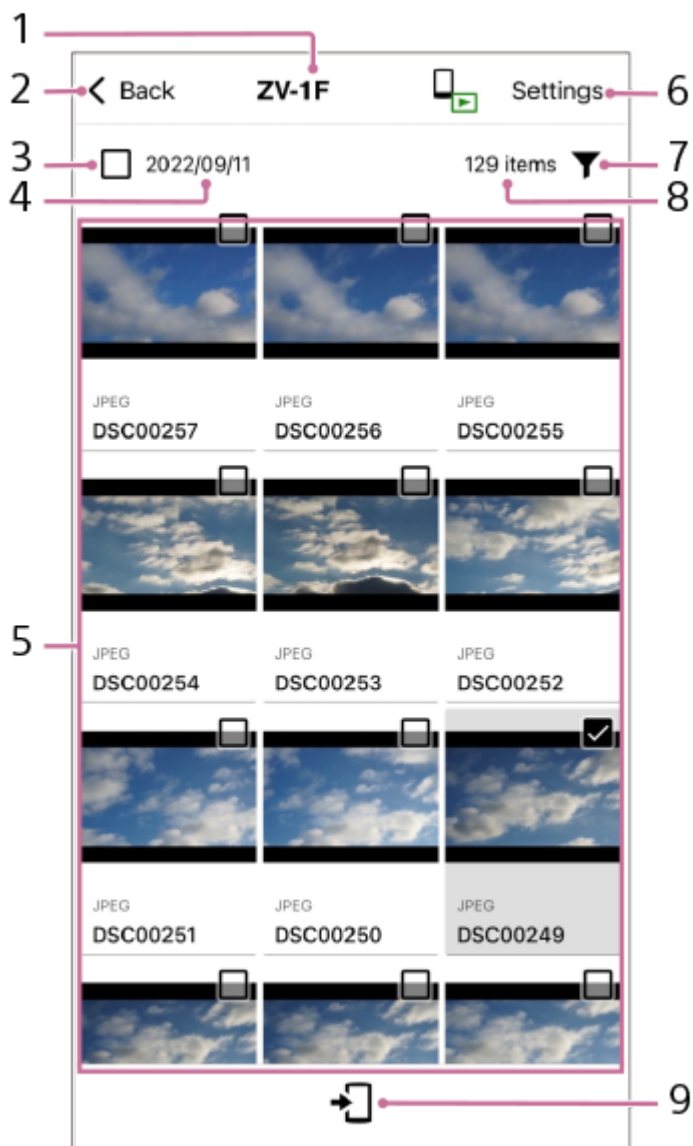 1
2 Back ZV-1F Settings 6
3 2022/09/11 129 items 7
4 8
JPEG JPEG JPEG
DSC00257 DSC00256 DSC00255
5
JPEG JPEG JPEG
DSC00254 DSC00253 DSC00252
JPEG JPEG JPEG
DSC00251 DSC00250 DSC00249
9